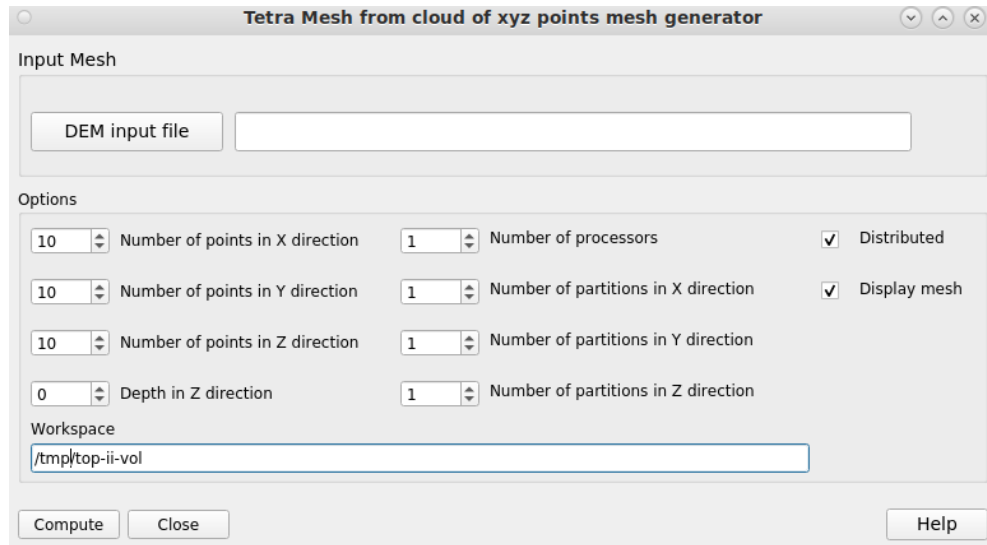 Tetra Mesh from cloud of xyz points mesh generator
Input Mesh
DEM input file
Options
10 Number of points in X direction 1 Number of processors Distributed
10 Number of points in Y direction 1 Number of partitions in X direction Display mesh
10 Number of points in Z direction 1 Number of partitions in Y direction
0 Depth in Z direction 1 Number of partitions in Z direction
Workspace
/tmp/top-ii-vol
Compute Close Help